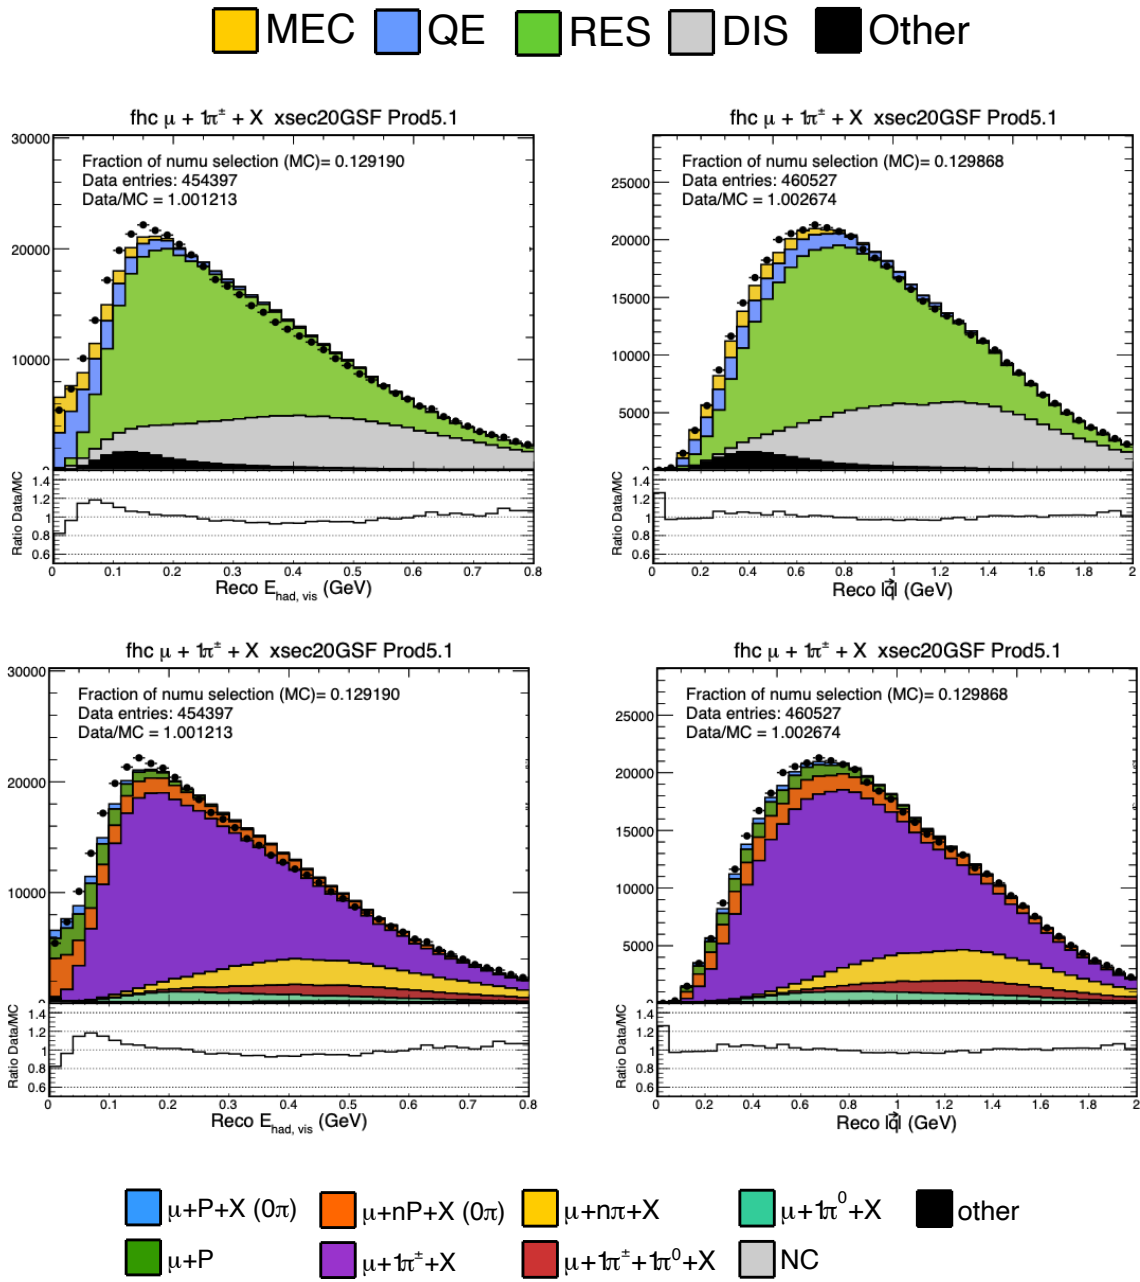 MEC QE RES DIS Other
fhc μ + 1π± + X xsec20GSF Prod5.1
Fraction of numu selection (MC)= 0.129190
Data entries: 454397
Data/MC = 1.001213
30000
20000
10000
0
Ratio Data/MC
1.4
1.2
1
0.8
0.6
0 0.1 0.2 0.3 0.4 0.5 0.6 0.7 0.8
Reco E had, vis (GeV)
fhc μ + 1π± + X xsec20GSF Prod5.1
Fraction of numu selection (MC)= 0.129868
Data entries: 460527
Data/MC = 1.002674
25000
20000
15000
10000
5000
0
Ratio Data/MC
1.4
1.2
1
0.8
0.6
0 0.2 0.4 0.6 0.8 1 1.2 1.4 1.6 1.8 2
Reco |q⃗| (GeV)
fhc μ + 1π± + X xsec20GSF Prod5.1
Fraction of numu selection (MC)= 0.129190
Data entries: 454397
Data/MC = 1.001213
30000
20000
10000
0
Ratio Data/MC
1.4
1.2
1
0.8
0.6
0 0.1 0.2 0.3 0.4 0.5 0.6 0.7 0.8
Reco E had, vis (GeV)
fhc μ + 1π± + X xsec20GSF Prod5.1
Fraction of numu selection (MC)= 0.129868
Data entries: 460527
Data/MC = 1.002674
25000
20000
15000
10000
5000
0
Ratio Data/MC
1.4
1.2
1
0.8
0.6
0 0.2 0.4 0.6 0.8 1 1.2 1.4 1.6 1.8 2
Reco |q⃗| (GeV)
μ+P+X (0π) μ+nP+X (0π) μ+nπ+X μ+1π⁰+X other
μ+P μ+1π±+X μ+1π±+1π⁰+X NC